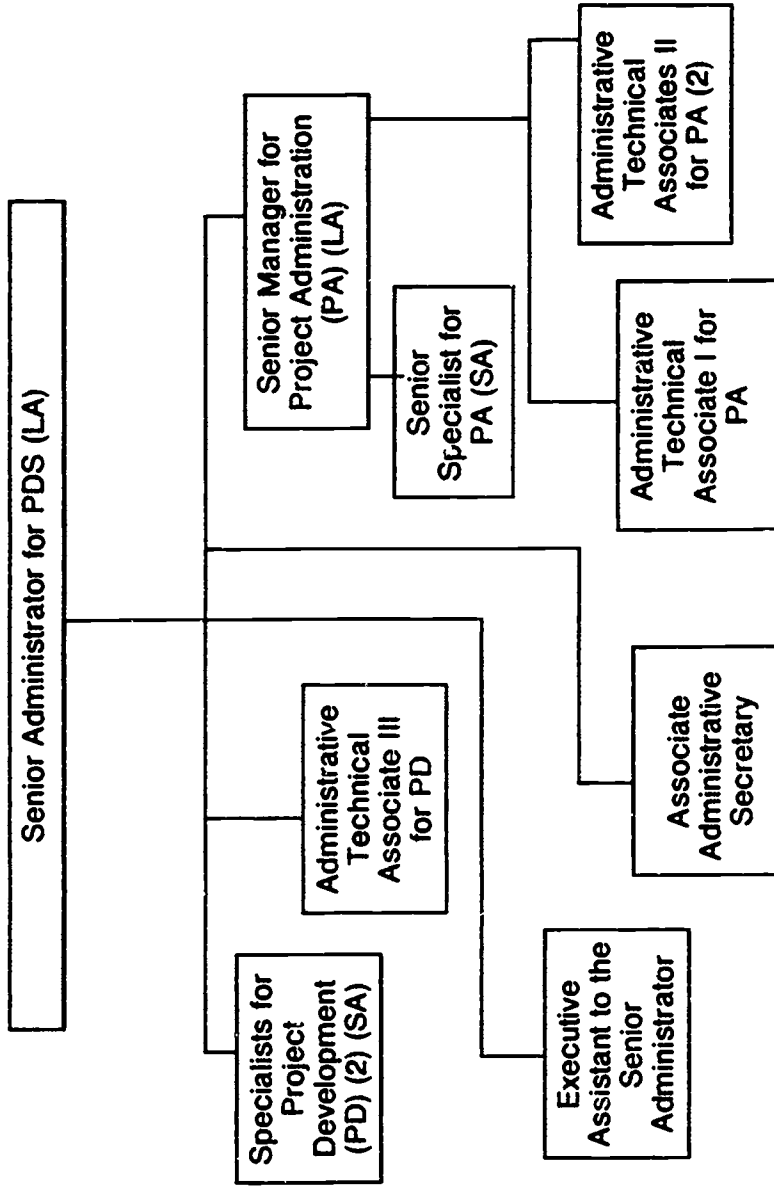 Senior Administrator for PDS (LA)
Specialists for
Project
Development
(PD) (2) (SA)
Administrative
Technical
Associate III
for PD
Senior Manager for
Project Administration
(PA) (LA)
Senior
Specialist for
PA (SA)
Executive
Assistant to the
Senior
Administrator
Associate
Administrative
Secretary
Administrative
Technical
Associate I for
PA
Administrative
Technical
Associates II
for PA (2)